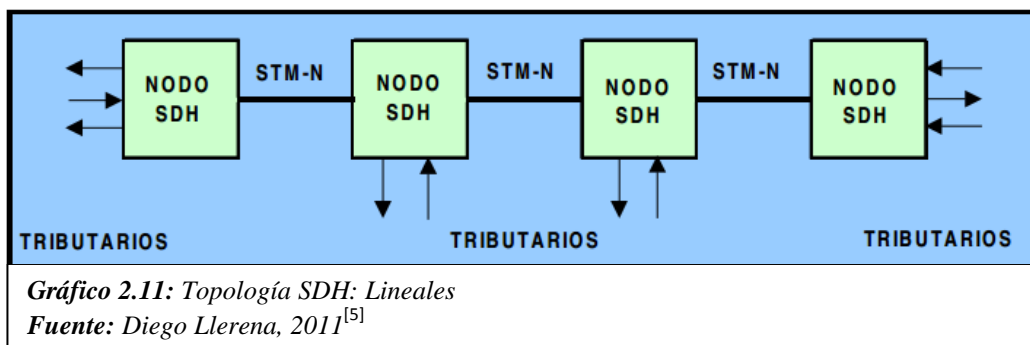 STM-N STM-N STM-N
NODO
SDH
NODO
SDH
NODO
SDH
NODO
SDH
TRIBUTARIOS TRIBUTARIOS TRIBUTARIOS
Gráfico 2.11: Topología SDH: Lineales
Fuente: Diego Llerena, 2011[5]